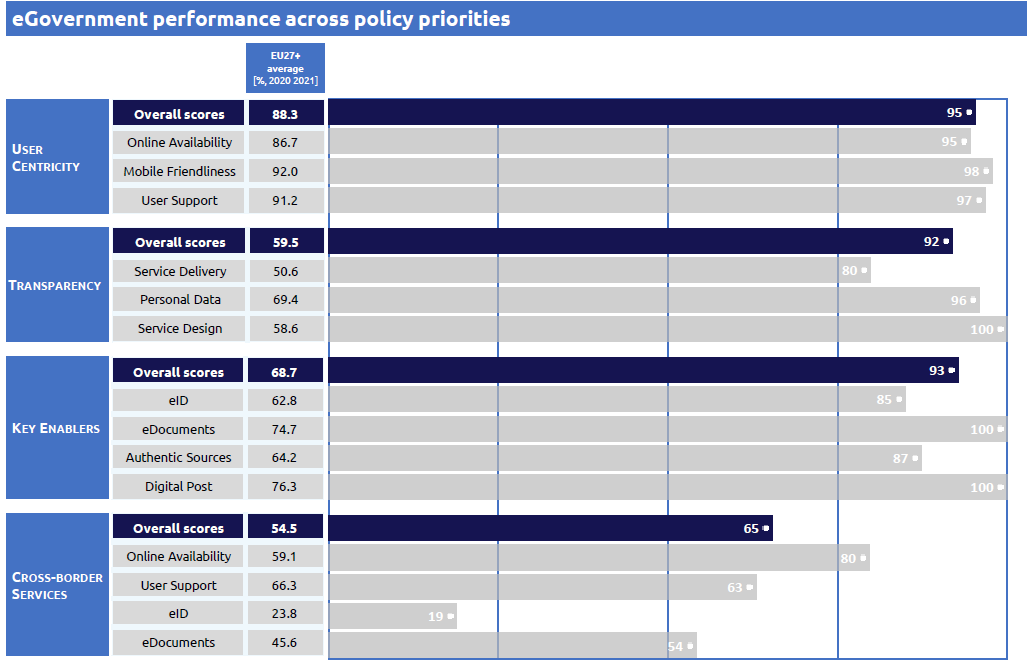 eGovernment performance across policy priorities
EU27+
average
[%, 2020 2021]
USER
CENTRICITY
Overall scores 88.3 95
Online Availability 86.7 95
Mobile Friendliness 92.0 98
User Support 91.2 97
TRANSPARENCY
Overall scores 59.5 92
Service Delivery 50.6 80
Personal Data 69.4 96
Service Design 58.6 100
KEY ENABLERS
Overall scores 68.7 93
eID 62.8 85
eDocuments 74.7 100
Authentic Sources 64.2 87
Digital Post 76.3 100
CROSS-BORDER
SERVICES
Overall scores 54.5 65
Online Availability 59.1 80
User Support 66.3 63
eID 23.8 19
eDocuments 45.6 54